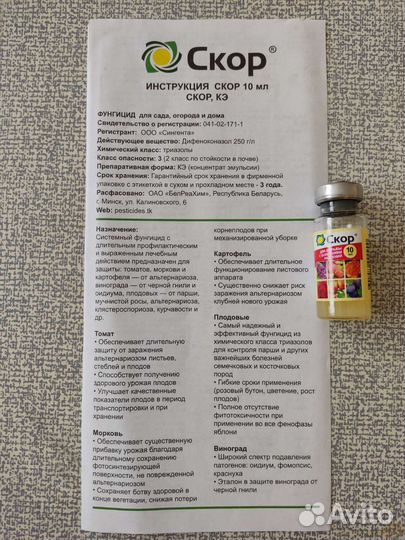 Скор®
ИНСТРУКЦИЯ СКОР 10 мл
СКОР, КЭ
ФУНГИЦИД для сада, огорода и дома
Свидетельство о регистрации: 041-02-171-1
Регистрант: ООО «Сингента»
Действующее вещество: Дифеноконазол 250 г/л
Химический класс: триазолы
Класс опасности: 3 (2 класс по стойкости в почве)
Препаративная форма: КЭ (концентрат эмульсии)
Срок хранения: Гарантийный срок хранения в фирменной
упаковке с этикеткой в сухом и прохладном месте - 3 года.
Расфасовано: ОАО «БелРеаХим», Республика Беларусь,
г. Минск, ул. Калиновского
Web: pesticides.tk
Назначение:
Системный фунгицид с
длительным профилактическим
и выраженным лечебным
действием предназначен для
защиты: томатов, моркови и
картофеля — от альтернариоза,
винограда — от черной гнили и
оидиума, плодовых — от парши,
мучнистой росы, альтернариоза,
клястероспориоза, курчавости и
др.
Томат
• Обеспечивает длительную
защиту от заражения
альтернариозом листьев,
стеблей и плодов
• Способствует получению
здорового урожая плодов
• Улучшает качественные
показатели плодов в период
транспортировки и при
хранении
Морковь
• Обеспечивает существенную
прибавку урожая благодаря
длительному сохранению
фотосинтезирующей
поверхности, не поврежденной
альтернариозом
• Сохраняет ботву здоровой в
конце вегетации, снижая потери
корнеплодов при
механизированной уборке
Картофель
• Обеспечивает длительное
функционирование листового
аппарата
• Существенно снижает риск
заражения альтернариозом
клубней нового урожая
Плодовые
• Самый надежный и
эффективный фунгицид из
химического класса триазолов
для контроля парши и других
важнейших болезней
семечковых и косточковых
пород
• Гибкие сроки применения
(розовый бутон, цветение, рост
плодов)
• Полное отсутствие
фитотоксичности при
применении во все фенофазы
яблони
Виноград
• Широкий спектр подавления
патогенов: оидиум, фомопсис,
краснуха
• Эталон в защите винограда от
черной гнили
Скор®
10
Avito